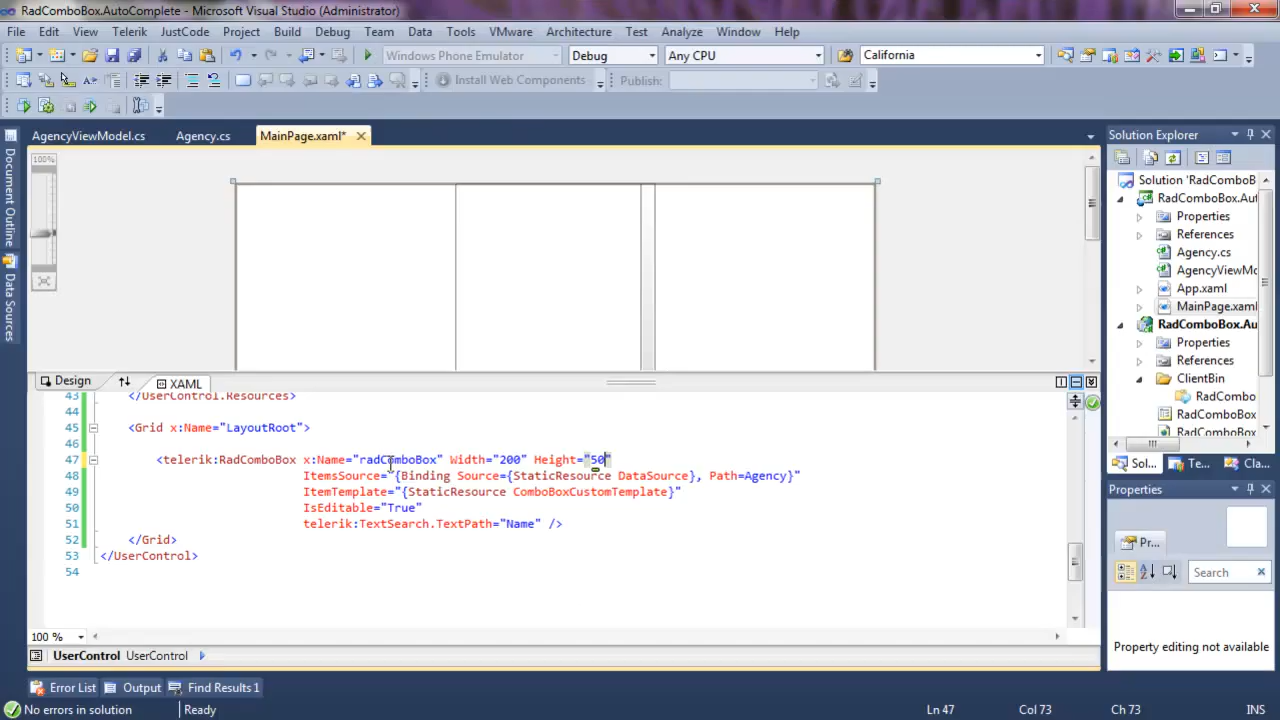 RadComboBox.AutoComplete - Microsoft Visual Studio (Administrator)
File Edit View Telerik JustCode Project Build Debug Team Data Tools VMware Architecture Test Analyze Window Help
Windows Phone Emulator Debug Any CPU California
Install Web Components Publish:
AgencyViewModel.cs Agency.cs MainPage.xaml*
Document Outline
Data Sources
100%
Design XAML
43 </UserControl.Resources>
44
45 <Grid x:Name="LayoutRoot">
46
47 <telerik:RadComboBox x:Name="radComboBox" Width="200" Height="50"
48 ItemsSource="{Binding Source={StaticResource DataSource}, Path=Agency}"
49 ItemTemplate="{StaticResource ComboBoxCustomTemplate}"
50 IsEditable="True"
51 telerik:TextSearch.TextPath="Name" />
52 </Grid>
53 </UserControl>
54
100 %
UserControl UserControl
Solution Explorer
Solution 'RadComboB
RadComboBox.Aut
Properties
References
Agency.cs
AgencyViewMo
App.xaml
MainPage.xaml
RadComboBox.Au
Properties
References
ClientBin
RadCombo
RadComboBox
RadComboBox
Sol... Te... Cla...
Properties
Pr...
Search
Property editing not available
Error List Output Find Results 1
No errors in solution Ready Ln 47 Col 73 Ch 73 INS